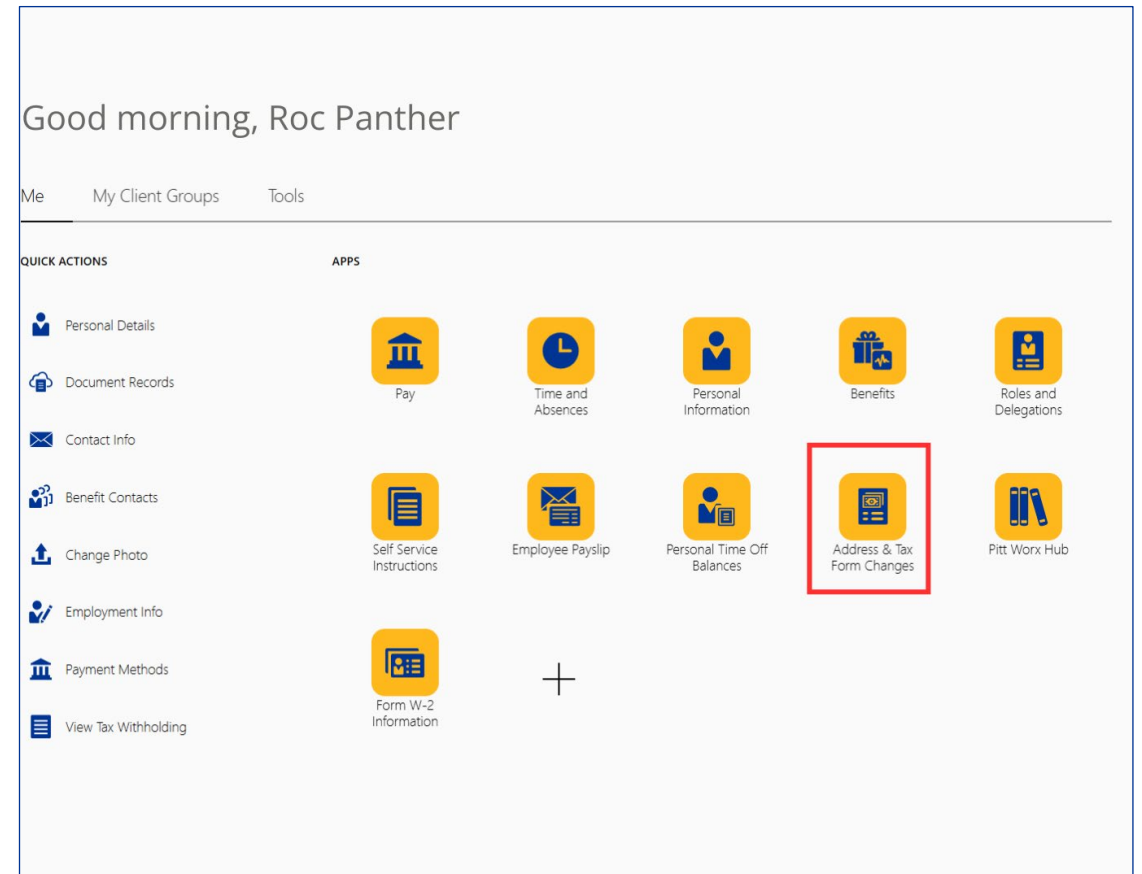 Good morning, Roc Panther
Me My Client Groups Tools
QUICK ACTIONS
Personal Details
Document Records
Contact Info
Benefit Contacts
Change Photo
Employment Info
Payment Methods
View Tax Withholding
APPS
Pay
Time and
Absences
Personal
Information
Benefits
Roles and
Delegations
Self Service
Instructions
Employee Payslip
Personal Time Off
Balances
Address & Tax
Form Changes
Pitt Worx Hub
Form W-2
Information